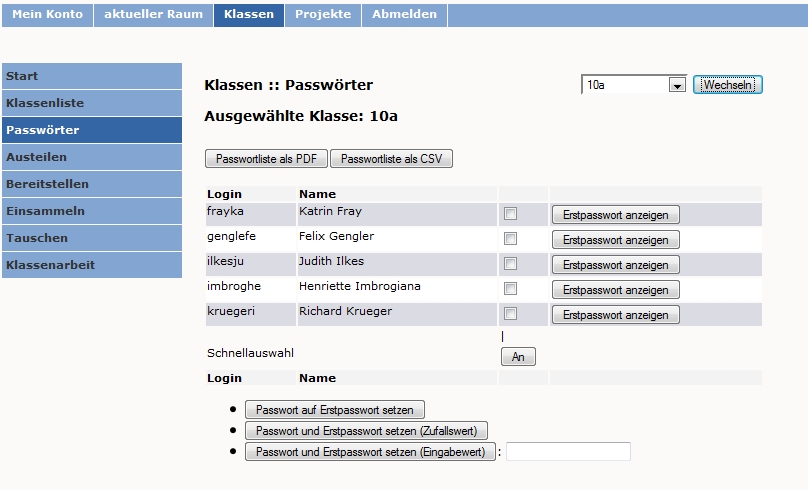 Mein Konto aktueller Raum Klassen Projekte Abmelden
Start
Klassenliste
Passwörter
Austeilen
Bereitstellen
Einsammeln
Tauschen
Klassenarbeit
Klassen :: Passwörter 10a Wechseln
Ausgewählte Klasse: 10a
Passwortliste als PDF Passwortliste als CSV
Login Name
frayka Katrin Fray Erstpasswort anzeigen
genglefe Felix Gengler Erstpasswort anzeigen
ilkesju Judith Ilkes Erstpasswort anzeigen
imbroghe Henriette Imbrogiana Erstpasswort anzeigen
kruegeri Richard Krueger Erstpasswort anzeigen
|
Schnellauswahl An
Login Name
• Passwort auf Erstpasswort setzen
• Passwort und Erstpasswort setzen (Zufallswert)
• Passwort und Erstpasswort setzen (Eingabewert) :